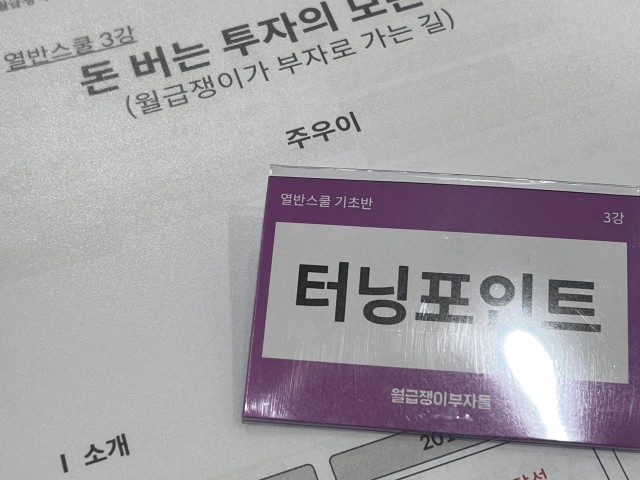 열반스쿨 3강
돈 버는 투자의 모든
(월급쟁이가 부자로 가는 길)
주우이
열반스쿨 기초반
3강
터닝포인트
월급쟁이부자들
I 소개